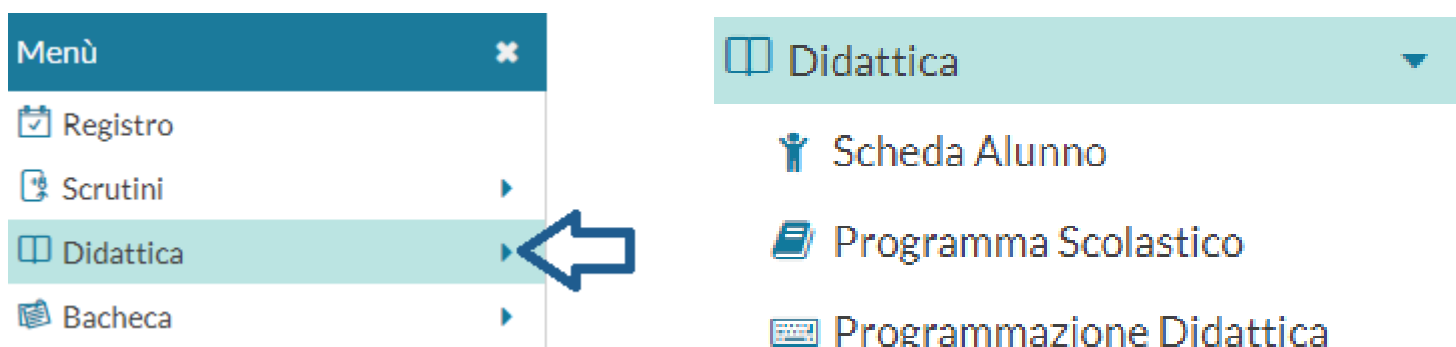 Menù
Registro
Scrutini
Didattica
Bacheca
Didattica
Scheda Alunno
Programma Scolastico
Programmazione Didattica